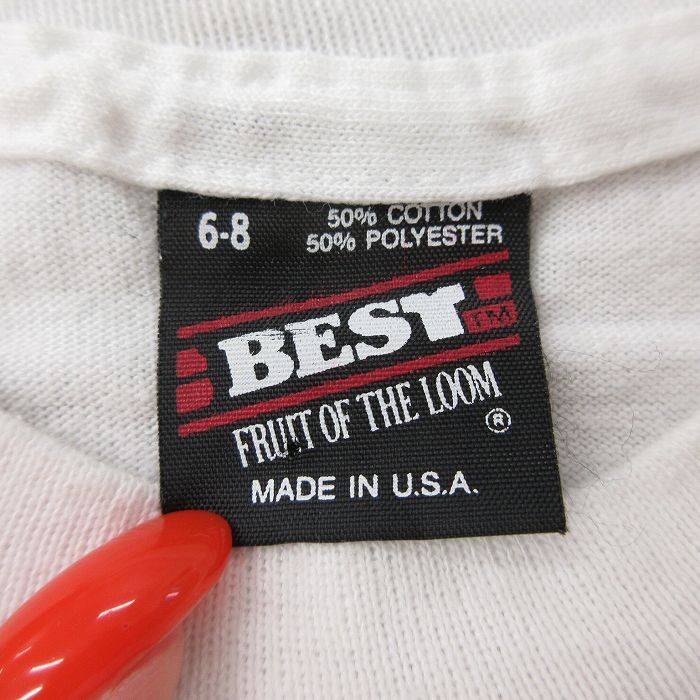 6-8
50% COTTON
50% POLYESTER
BEST TM
FRUIT OF THE LOOM ®
MADE IN U.S.A.